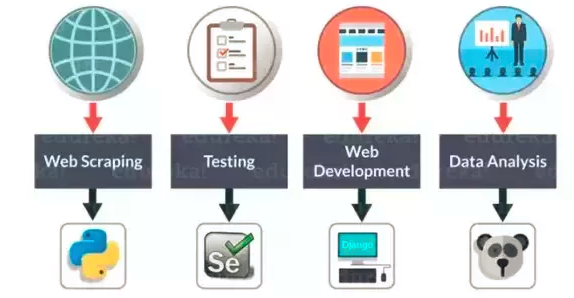 Web Scraping
Testing
Web
Development
Data Analysis
Se
Django